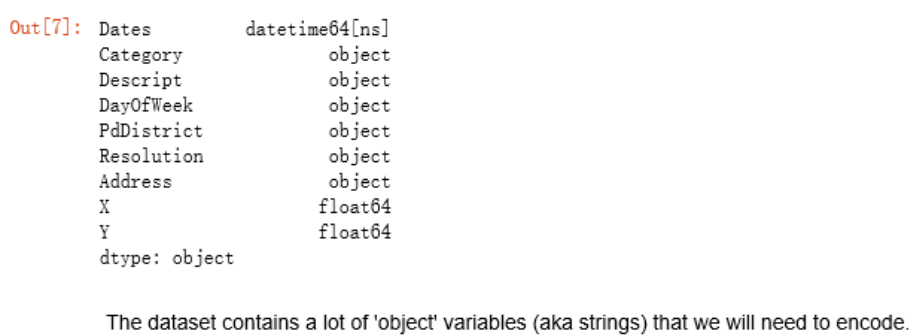 Out[7]: Dates datetime64[ns]
Category object
Descript object
DayOfWeek object
PdDistrict object
Resolution object
Address object
X float64
Y float64
dtype: object
The dataset contains a lot of 'object' variables (aka strings) that we will need to encode.